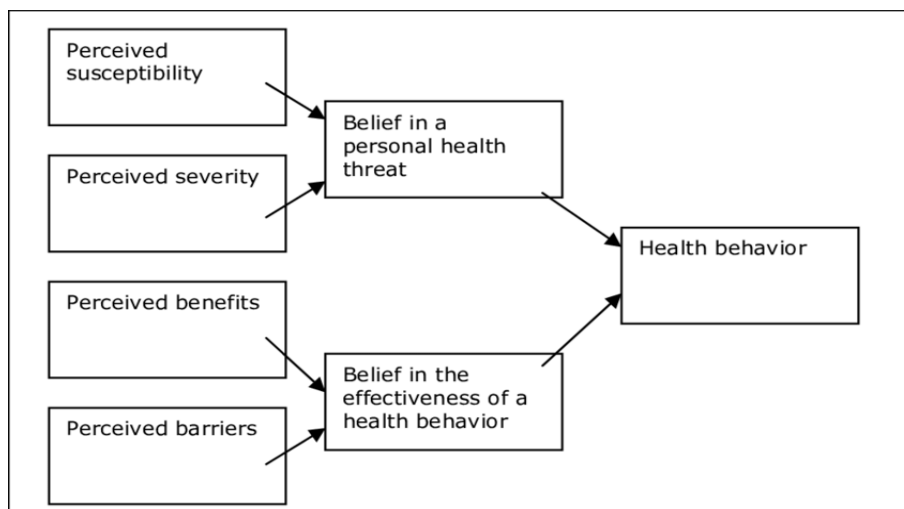 Perceived
susceptibility
Perceived severity
Perceived benefits
Perceived barriers
Belief in a
personal health
threat
Belief in the
effectiveness of a
health behavior
Health behavior